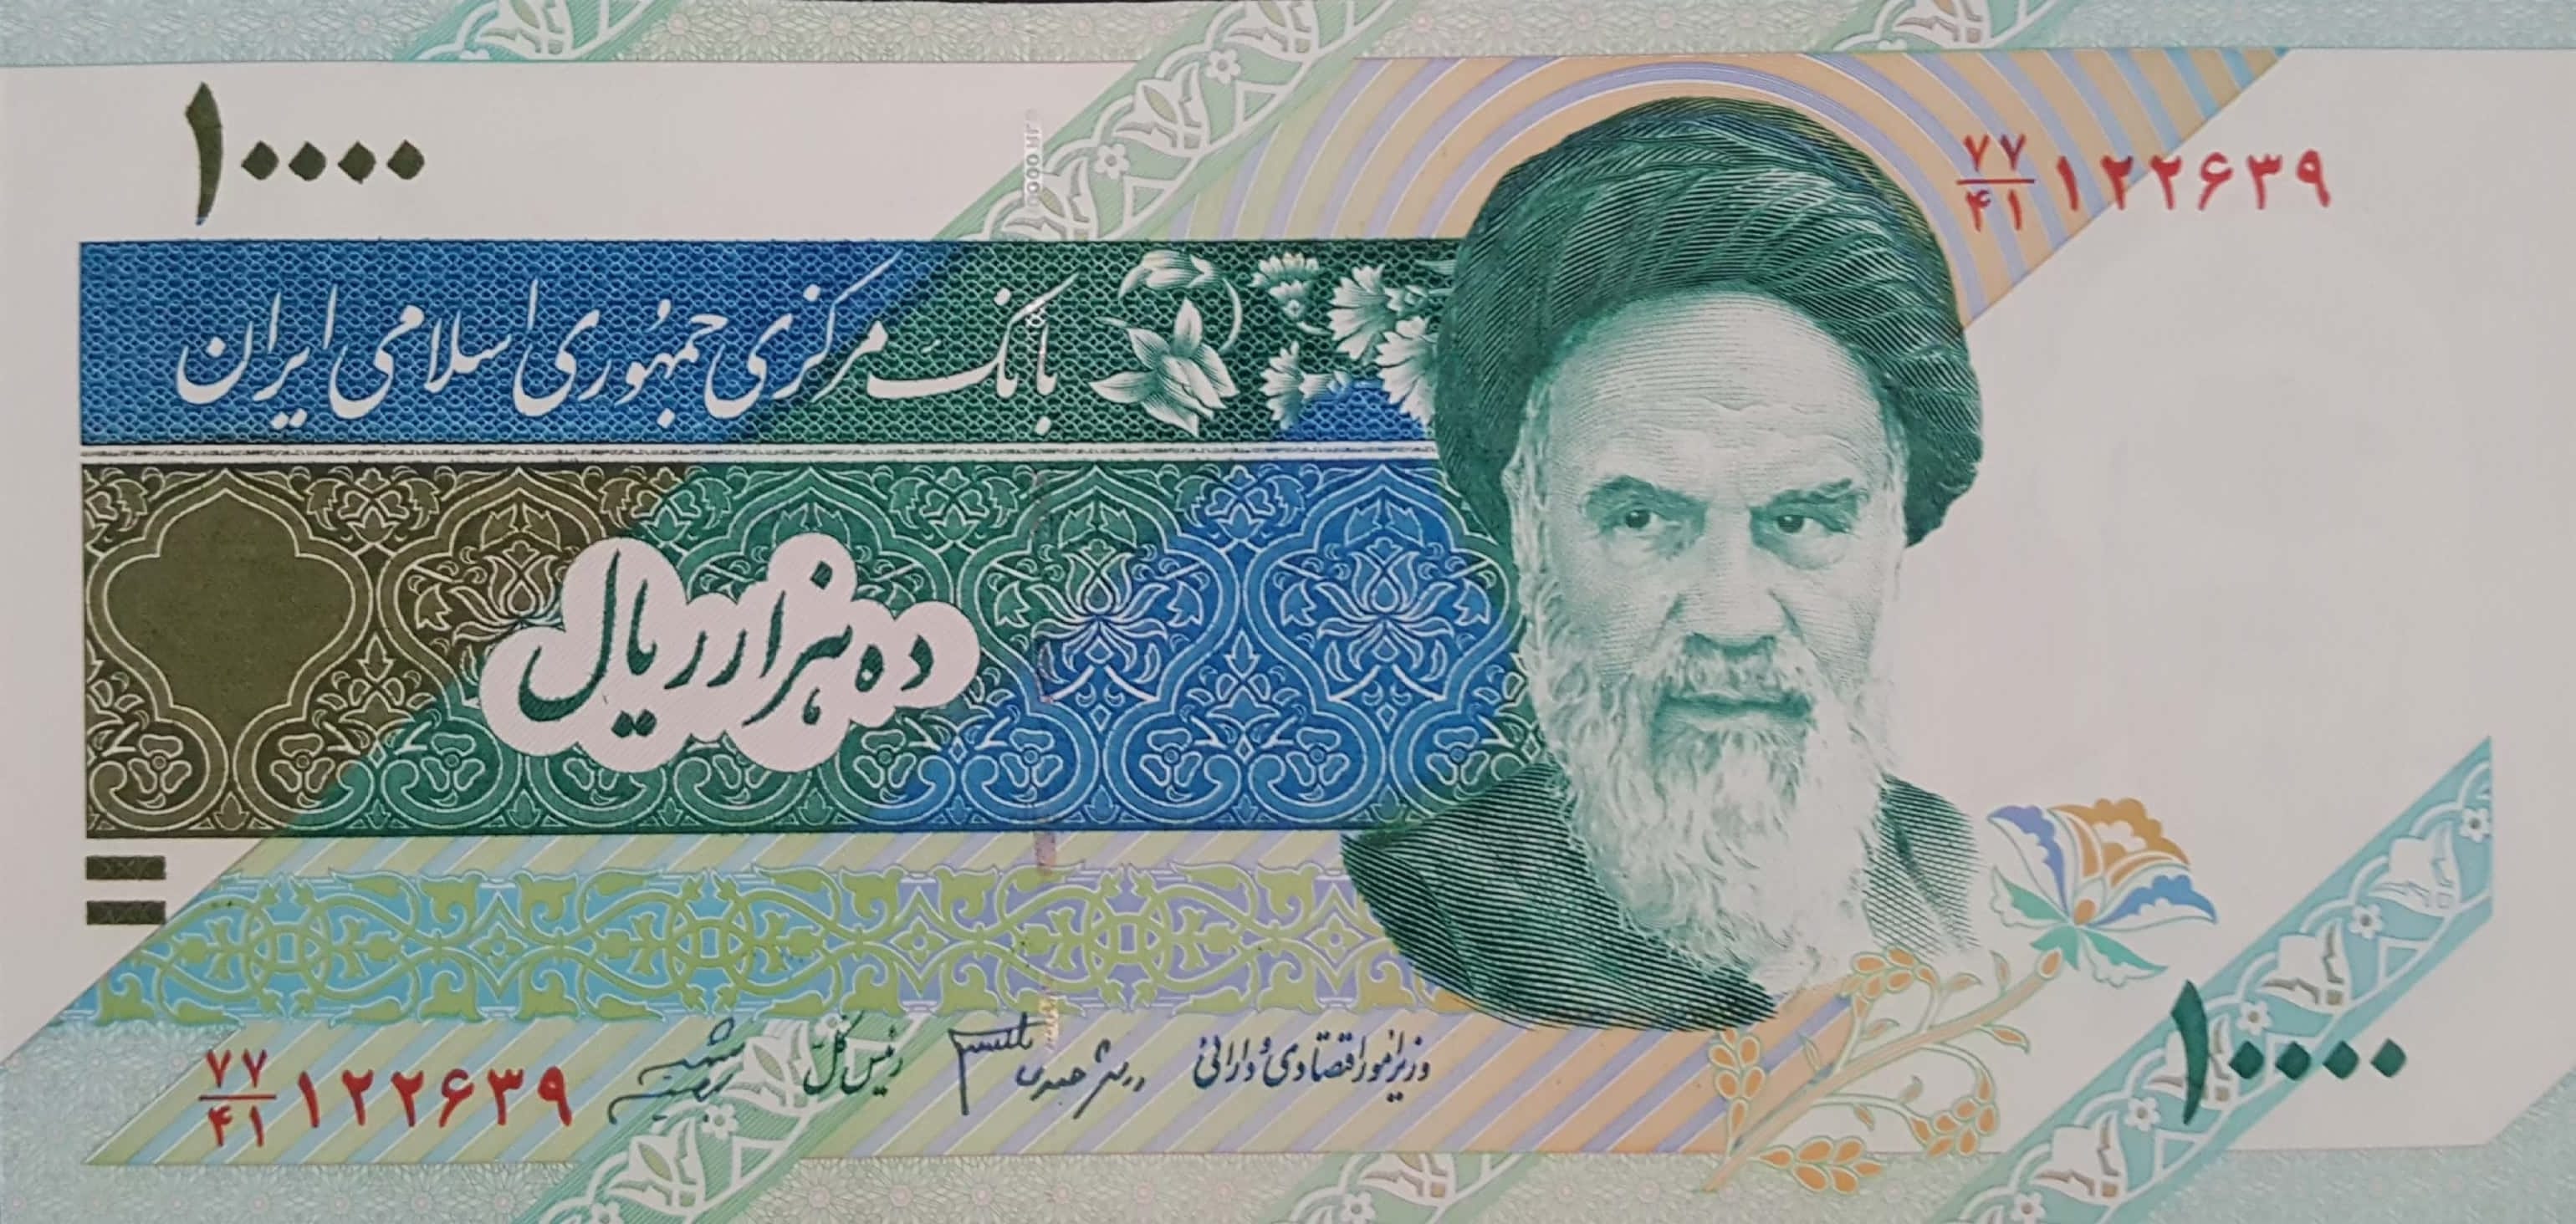 ۱۰۰۰۰
۷۷/۴۱ ۱۲۲۶۳۹
بانک مرکزی جمهوری اسلامی ایران
ده هزار ریال
وزیر امور اقتصادی و دارائی
رئیس کل
۷۷/۴۱ ۱۲۲۶۳۹
۱۰۰۰۰